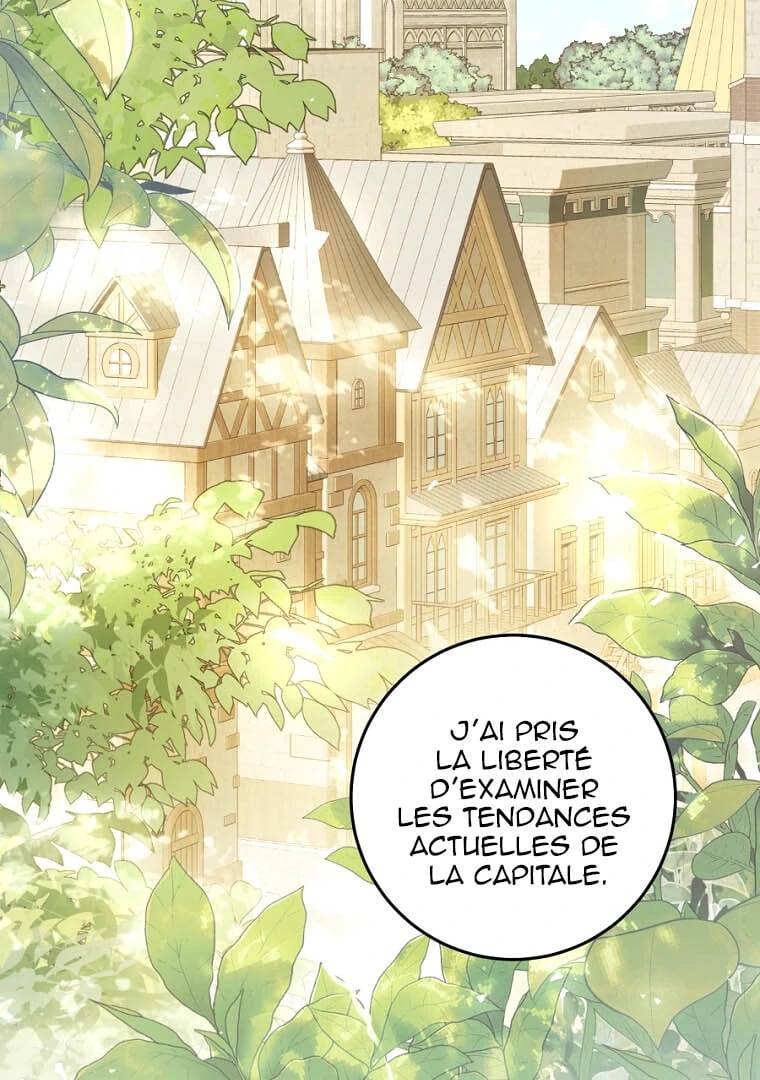 J'AI PRIS
LA LIBERTÉ
D'EXAMINER
LES TENDANCES
ACTUELLES DE
LA CAPITALE.